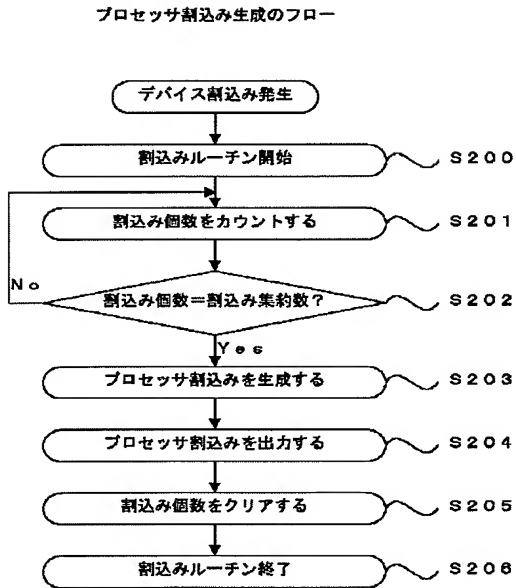 プロセッサ割込み生成のフロー
デバイス割込み発生
割込みルーチン開始 S200
割込み個数をカウントする S201
No
割込み個数=割込み集約数? S202
Yes
プロセッサ割込みを生成する S203
プロセッサ割込みを出力する S204
割込み個数をクリアする S205
割込みルーチン終了 S206